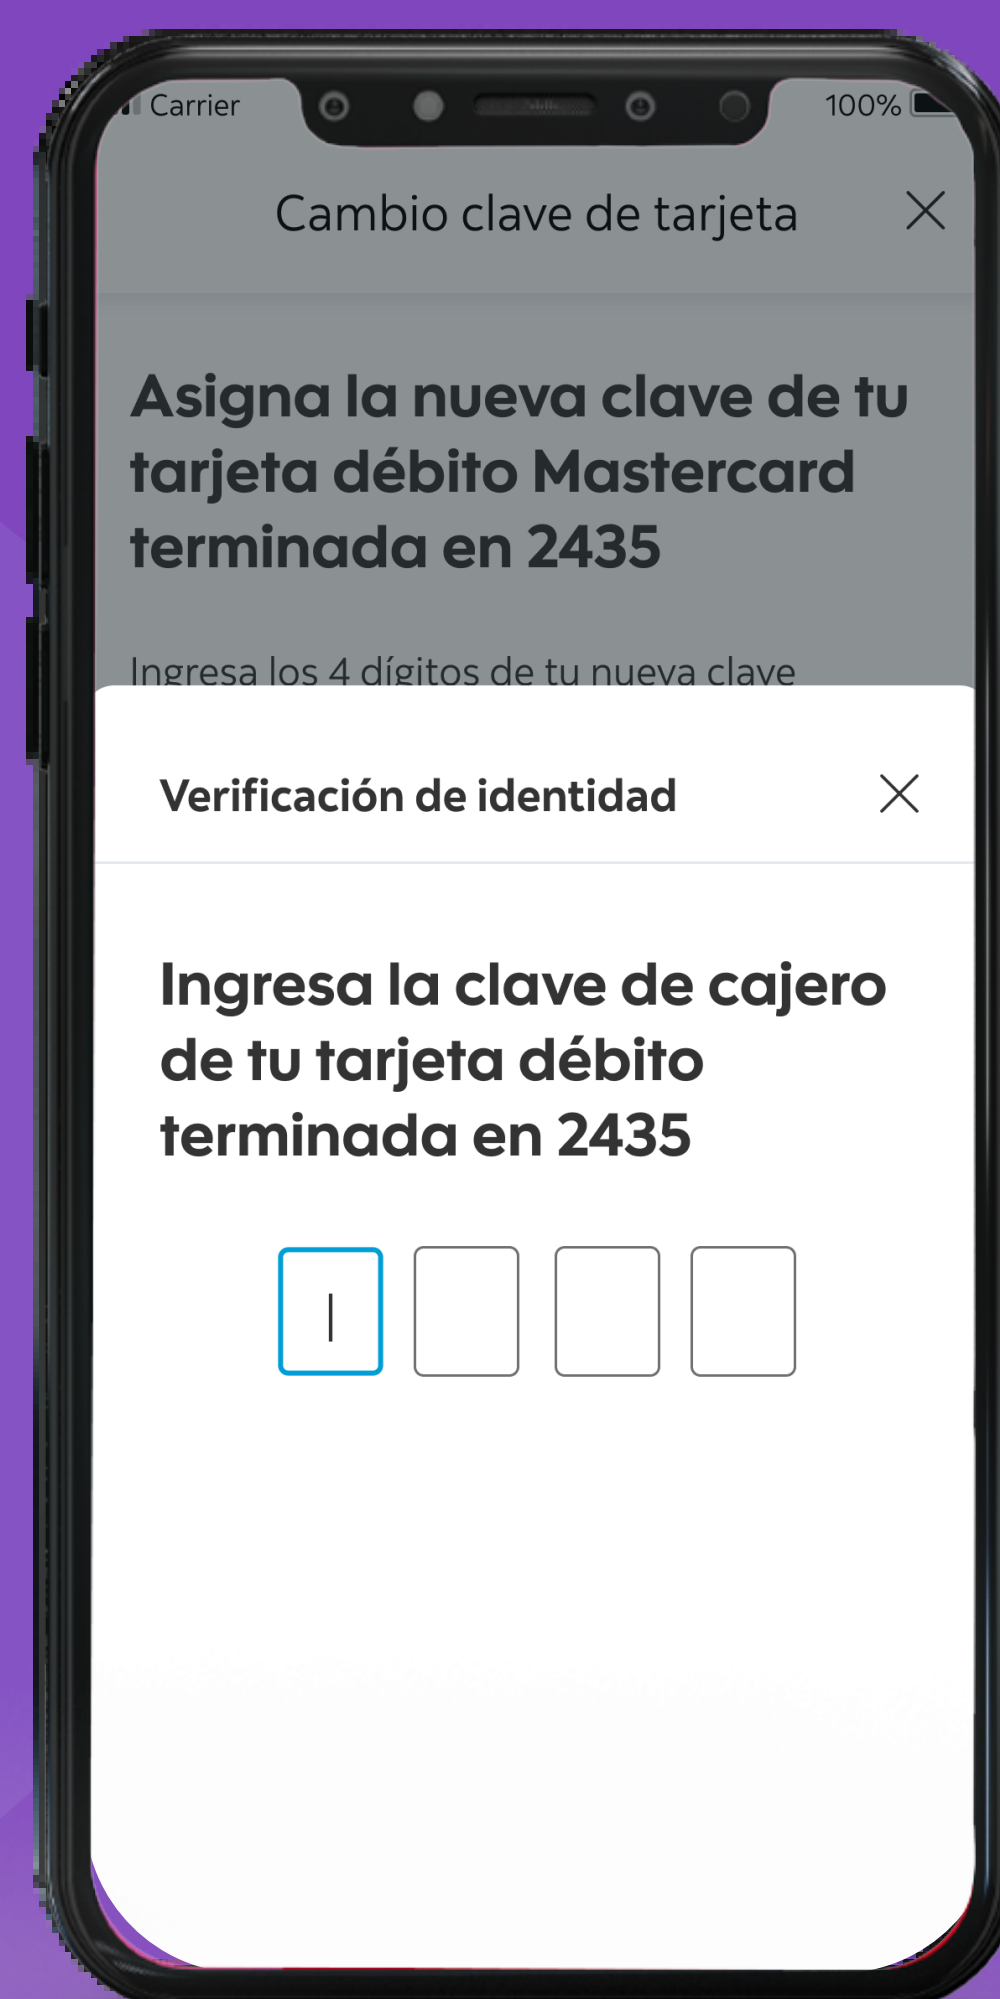 Carrier
100%
Cambio clave de tarjeta
Asigna la nueva clave de tu
tarjeta débito Mastercard
terminada en 2435
Ingresa los 4 dígitos de tu nueva clave
Verificación de identidad
Ingresa la clave de cajero
de tu tarjeta débito
terminada en 2435